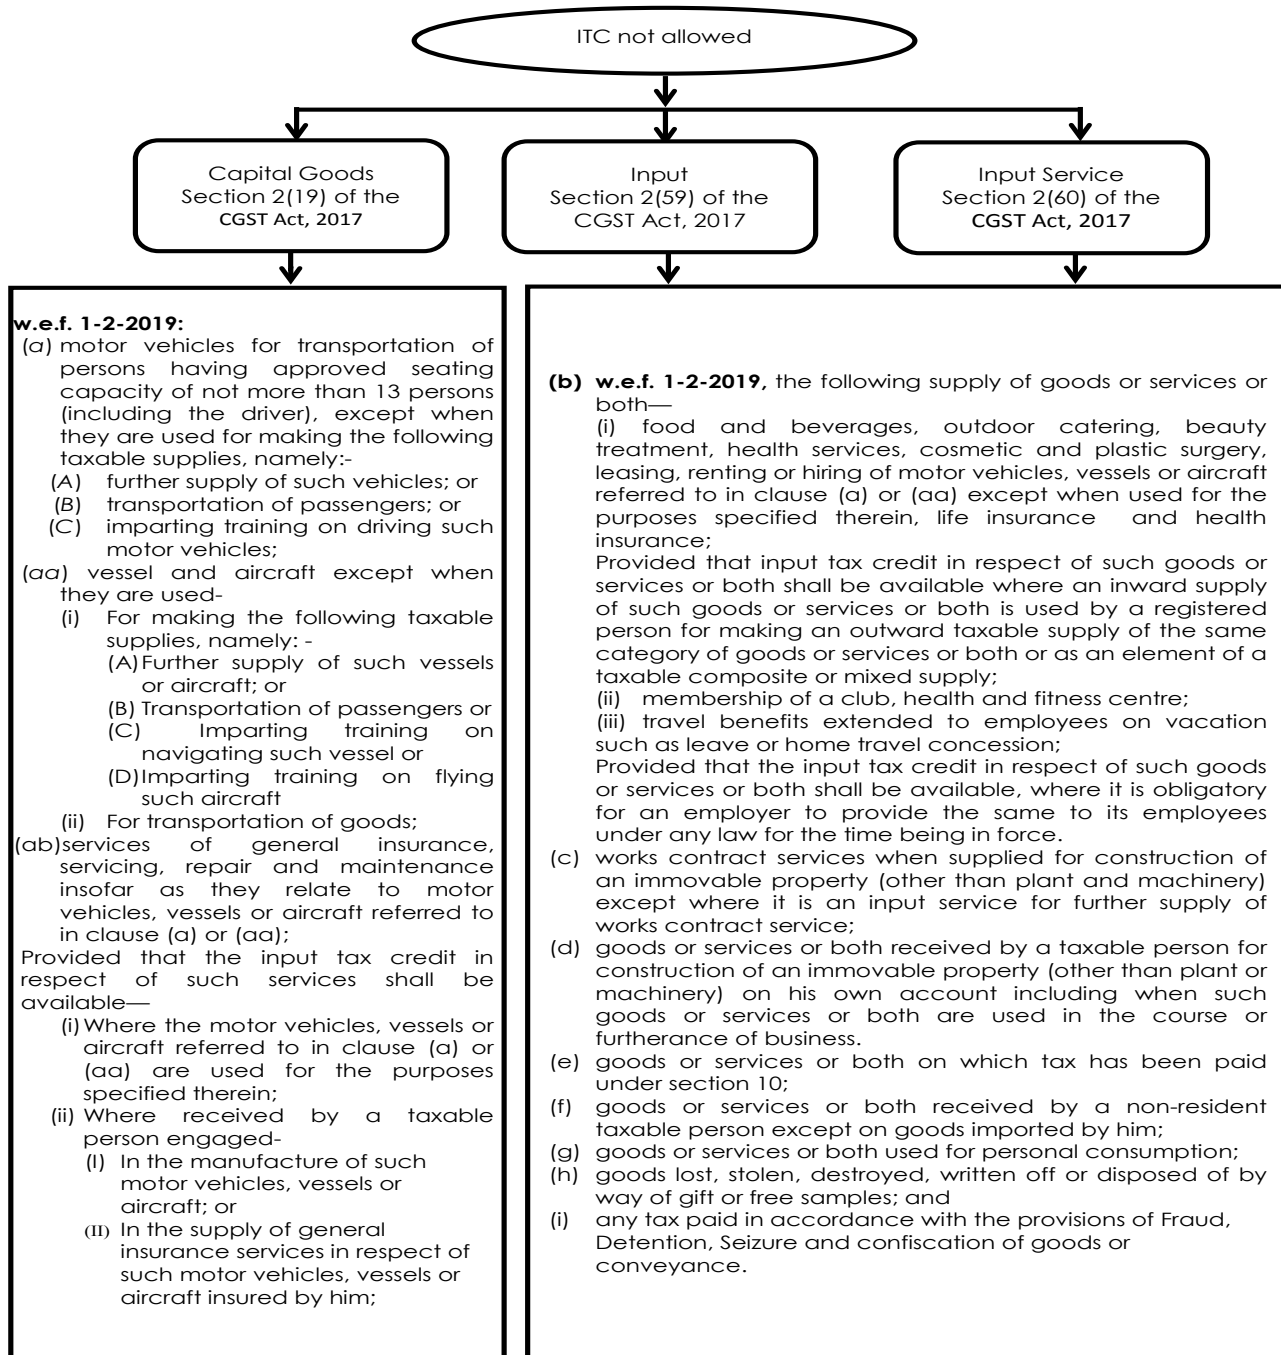 ITC not allowed
Capital Goods
Section 2(19) of the
CGST Act, 2017
Input
Section 2(59) of the
CGST Act, 2017
Input Service
Section 2(60) of the
CGST Act, 2017
w.e.f. 1-2-2019:
(a) motor vehicles for transportation of
persons having approved seating
capacity of not more than 13 persons
(including the driver), except when
they are used for making the following
taxable supplies, namely:-
(A) further supply of such vehicles; or
(B) transportation of passengers; or
(C) imparting training on driving such
motor vehicles;
(aa) vessel and aircraft except when
they are used-
(i) For making the following taxable
supplies, namely: -
(A) Further supply of such vessels
or aircraft; or
(B) Transportation of passengers or
(C) Imparting training on
navigating such vessel or
(D) Imparting training on flying
such aircraft
(ii) For transportation of goods;
(ab) services of general insurance,
servicing, repair and maintenance
insofar as they relate to motor
vehicles, vessels or aircraft referred to
in clause (a) or (aa);
Provided that the input tax credit in
respect of such services shall be
available—
(i) Where the motor vehicles, vessels or
aircraft referred to in clause (a) or
(aa) are used for the purposes
specified therein;
(ii) Where received by a taxable
person engaged-
(I) In the manufacture of such
motor vehicles, vessels or
aircraft; or
(II) In the supply of general
insurance services in respect of
such motor vehicles, vessels or
aircraft insured by him;
(b) w.e.f. 1-2-2019, the following supply of goods or services or
both—
(i) food and beverages, outdoor catering, beauty
treatment, health services, cosmetic and plastic surgery,
leasing, renting or hiring of motor vehicles, vessels or aircraft
referred to in clause (a) or (aa) except when used for the
purposes specified therein, life insurance and health
insurance;
Provided that input tax credit in respect of such goods or
services or both shall be available where an inward supply
of such goods or services or both is used by a registered
person for making an outward taxable supply of the same
category of goods or services or both or as an element of a
taxable composite or mixed supply;
(ii) membership of a club, health and fitness centre;
(iii) travel benefits extended to employees on vacation
such as leave or home travel concession;
Provided that the input tax credit in respect of such goods
or services or both shall be available, where it is obligatory
for an employer to provide the same to its employees
under any law for the time being in force.
(c) works contract services when supplied for construction of
an immovable property (other than plant and machinery)
except where it is an input service for further supply of
works contract service;
(d) goods or services or both received by a taxable person for
construction of an immovable property (other than plant or
machinery) on his own account including when such
goods or services or both are used in the course or
furtherance of business.
(e) goods or services or both on which tax has been paid
under section 10;
(f) goods or services or both received by a non-resident
taxable person except on goods imported by him;
(g) goods or services or both used for personal consumption;
(h) goods lost, stolen, destroyed, written off or disposed of by
way of gift or free samples; and
(i) any tax paid in accordance with the provisions of Fraud,
Detention, Seizure and confiscation of goods or
conveyance.